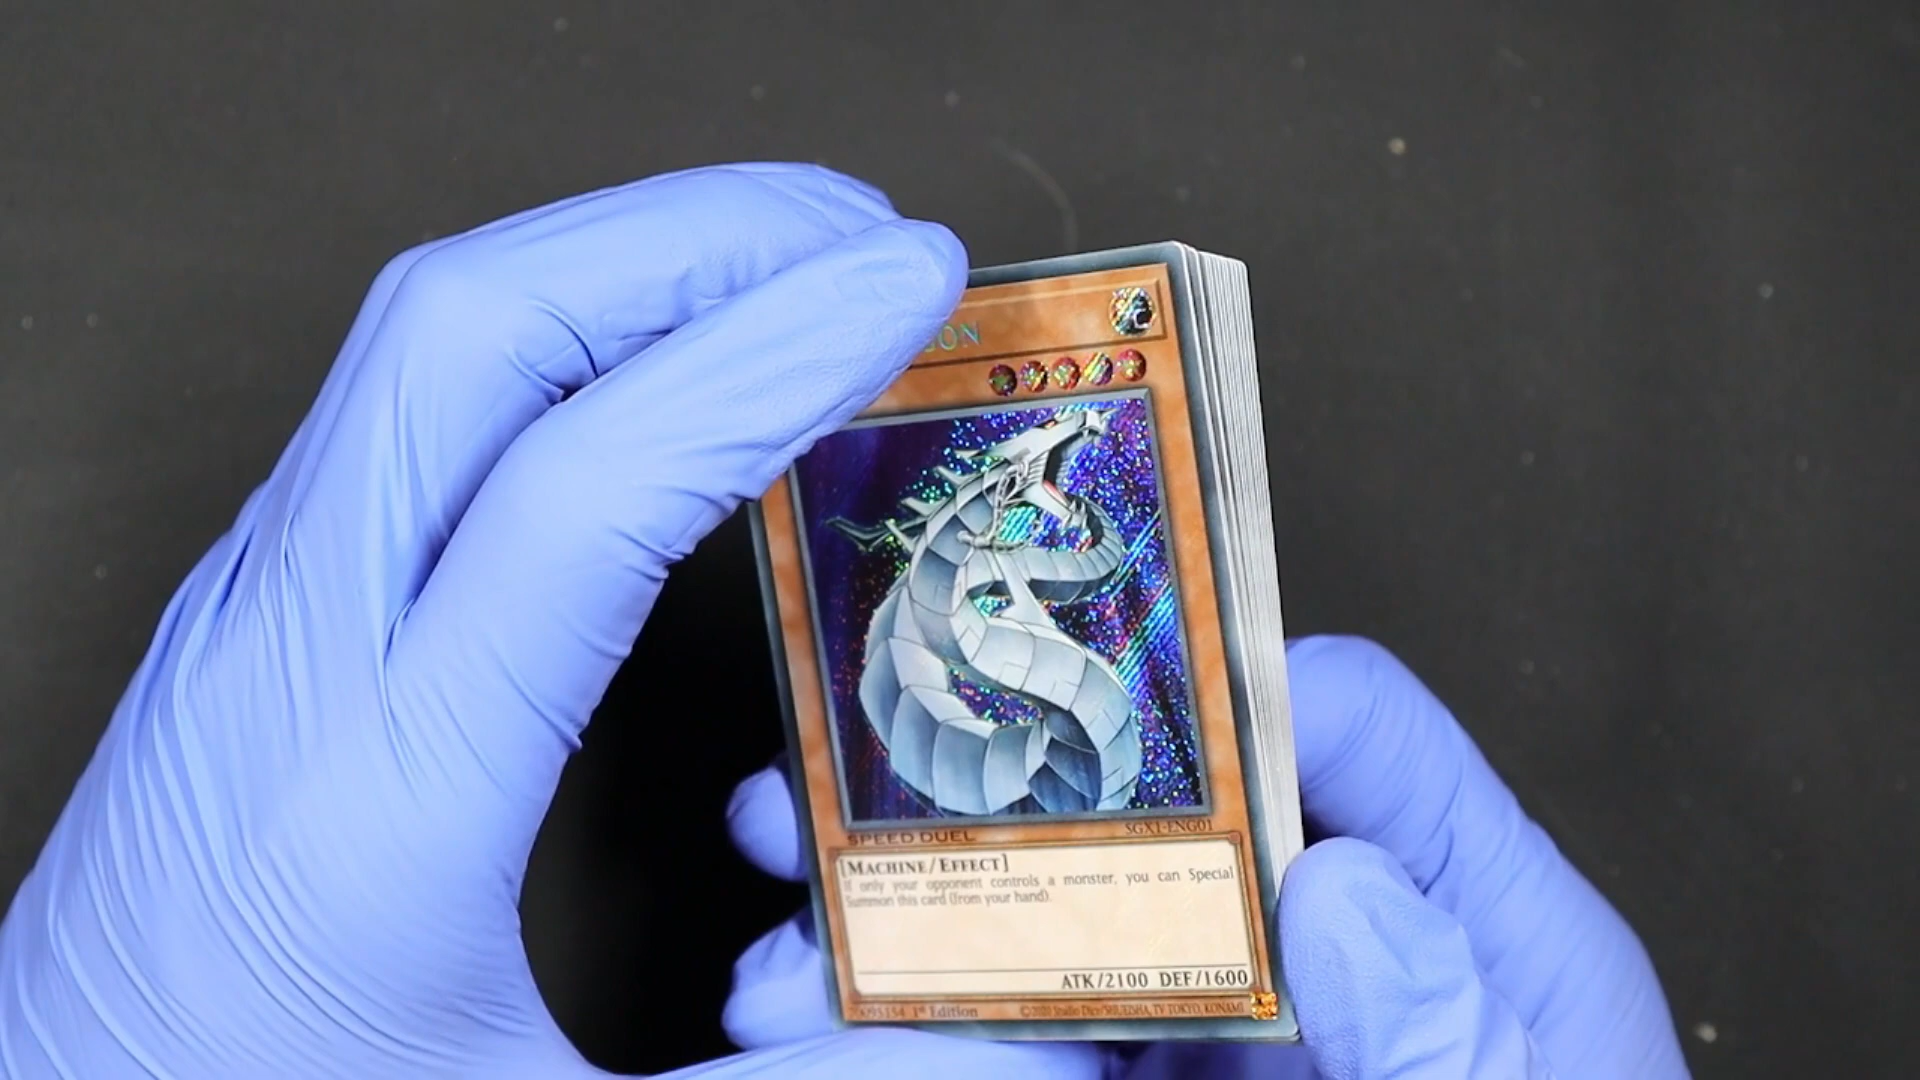 SPEED DUEL
SGX1-ENG01
[MACHINE/EFFECT]
If only your opponent controls a monster, you can Special
Summon this card (from your hand).
ATK/2100 DEF/1600
1st Edition
©2020 Studio Dice/SHUEISHA, TV TOKYO, KONAMI